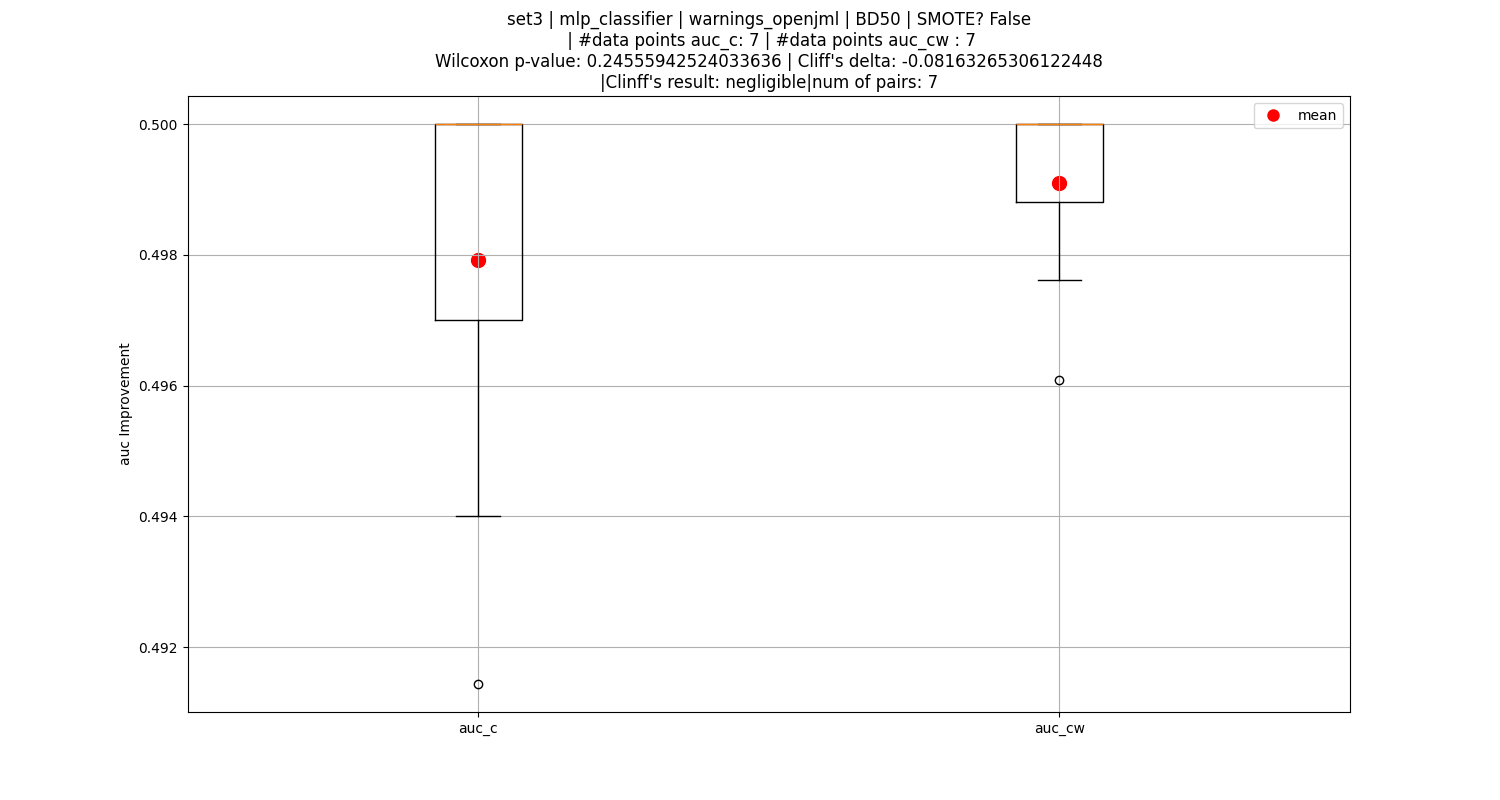 set3 | mlp_classifier | warnings_openjml | BD50 | SMOTE? False
| #data points auc_c: 7 | #data points auc_cw : 7
Wilcoxon p-value: 0.24555942524033636 | Cliff's delta: -0.08163265306122448
|Clinff's result: negligible|num of pairs: 7
mean
0.500
0.498
0.496
0.494
0.492
auc Improvement
auc_c
auc_cw